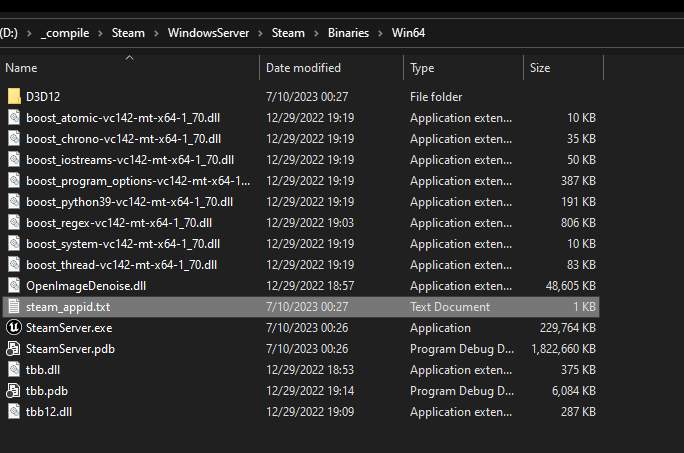 (D:) > _compile > Steam > WindowsServer > Steam > Binaries > Win64
Name Date modified Type Size
D3D12 7/10/2023 00:27 File folder
boost_atomic-vc142-mt-x64-1_70.dll 12/29/2022 19:19 Application exten... 10 KB
boost_chrono-vc142-mt-x64-1_70.dll 12/29/2022 19:19 Application exten... 35 KB
boost_iostreams-vc142-mt-x64-1_70.dll 12/29/2022 19:19 Application exten... 50 KB
boost_program_options-vc142-mt-x64-1... 12/29/2022 19:19 Application exten... 387 KB
boost_python39-vc142-mt-x64-1_70.dll 12/29/2022 19:19 Application exten... 191 KB
boost_regex-vc142-mt-x64-1_70.dll 12/29/2022 19:03 Application exten... 806 KB
boost_system-vc142-mt-x64-1_70.dll 12/29/2022 19:19 Application exten... 10 KB
boost_thread-vc142-mt-x64-1_70.dll 12/29/2022 19:19 Application exten... 83 KB
OpenImageDenoise.dll 12/29/2022 18:57 Application exten... 48,605 KB
steam_appid.txt 7/10/2023 00:27 Text Document 1 KB
SteamServer.exe 7/10/2023 00:26 Application 229,764 KB
SteamServer.pdb 7/10/2023 00:26 Program Debug D... 1,822,660 KB
tbb.dll 12/29/2022 18:53 Application exten... 375 KB
tbb.pdb 12/29/2022 19:14 Program Debug D... 6,084 KB
tbb12.dll 12/29/2022 19:09 Application exten... 287 KB